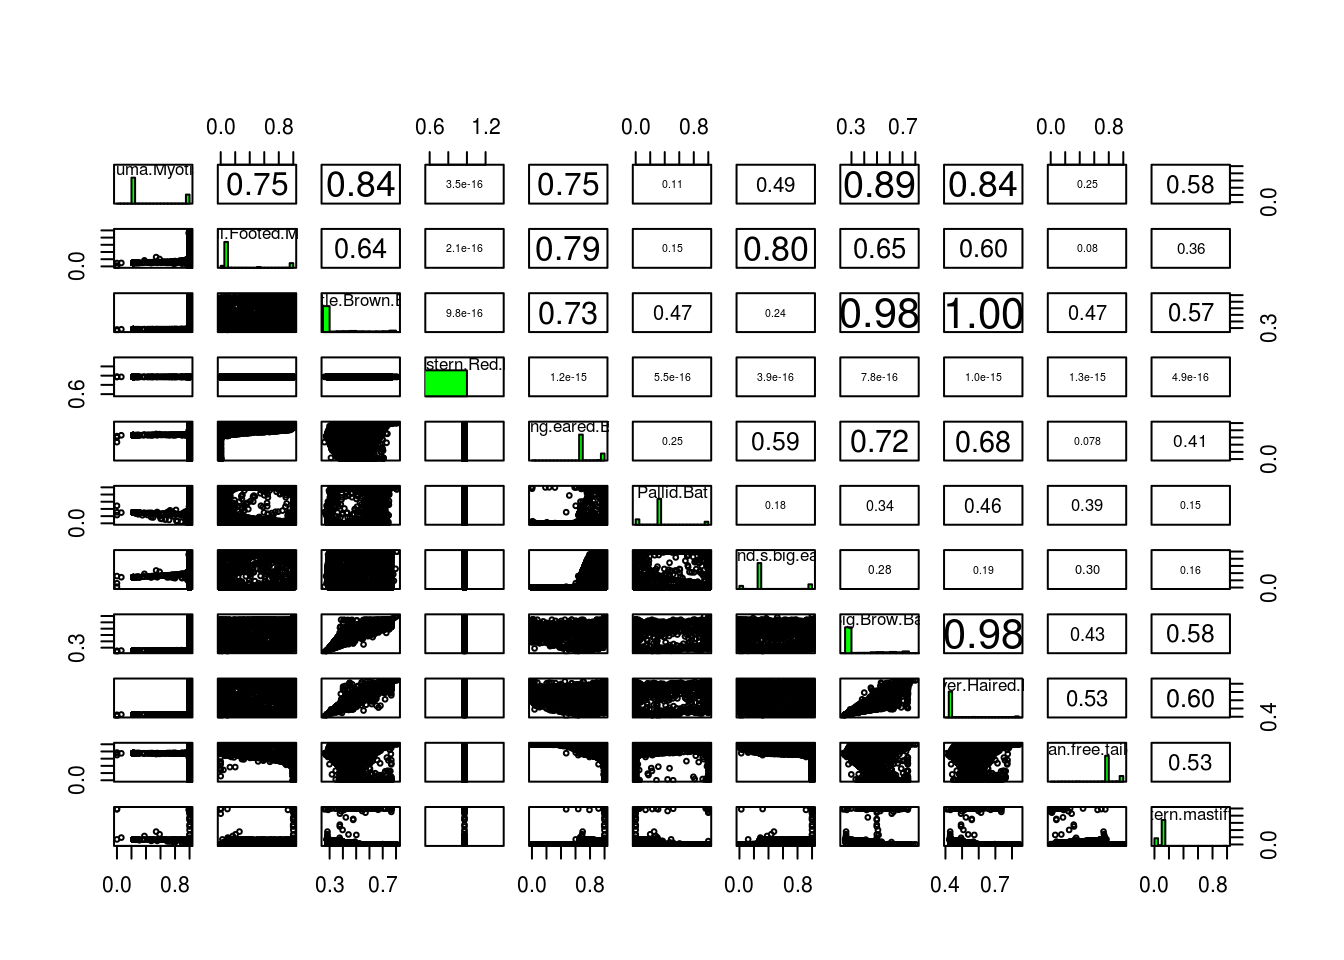 0.0 0.8 0.6 1.2 0.0 0.8 0.3 0.7 0.0 0.8
uma.Myoti 0.75 0.84 3.5e-16 0.75 0.11 0.49 0.89 0.84 0.25 0.58 0.0
0.0 l.Footed.M 0.64 2.1e-16 0.79 0.15 0.80 0.65 0.60 0.08 0.36
tle.Brown.B 9.8e-16 0.73 0.47 0.24 0.98 1.00 0.47 0.57 0.3
0.6 stern.Red. 1.2e-15 5.5e-16 3.9e-16 7.8e-16 1.0e-15 1.3e-15 4.9e-16
ng.eared.B 0.25 0.59 0.72 0.68 0.078 0.41 0.0
0.0 Pallid.Bat 0.18 0.34 0.46 0.39 0.15
nd.s.big.ea 0.28 0.19 0.30 0.16 0.0
0.3 ig.Brow.Ba 0.98 0.43 0.58
er.Haired. 0.53 0.60 0.4
0.0 an.free.tail 0.53
tern.mastif 0.0
0.0 0.8 0.3 0.7 0.0 0.8 0.0 0.8 0.4 0.7 0.0 0.8